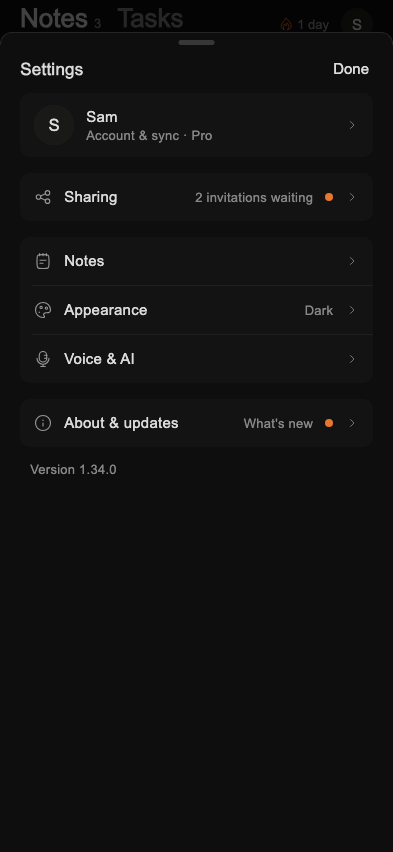 Notes 3 Tasks 1 day S
Settings Done
S
Sam
Account & sync · Pro
Sharing 2 invitations waiting
Notes
Appearance Dark
Voice & AI
About & updates What's new
Version 1.34.0